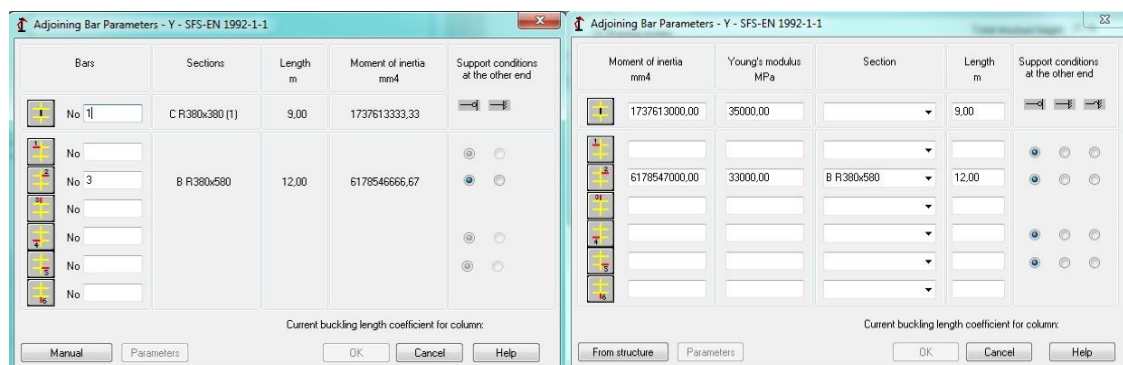 Adjoining Bar Parameters - Y - SFS-EN 1992-1-1
Bars Sections Length m Moment of inertia mm4 Support conditions at the other end
No 1 C R380x380 (1) 9,00 1737613333,33
No
No 3 B R380x580 12,00 6178546666,67
No
No
No
No
Current buckling length coefficient for column:
Manual Parameters OK Cancel Help
Adjoining Bar Parameters - Y - SFS-EN 1992-1-1
Moment of inertia mm4 Young's modulus MPa Section Length m Support conditions at the other end
1737613000,00 35000,00 9,00
6178547000,00 33000,00 B R380x580 12,00
Current buckling length coefficient for column:
From structure Parameters OK Cancel Help